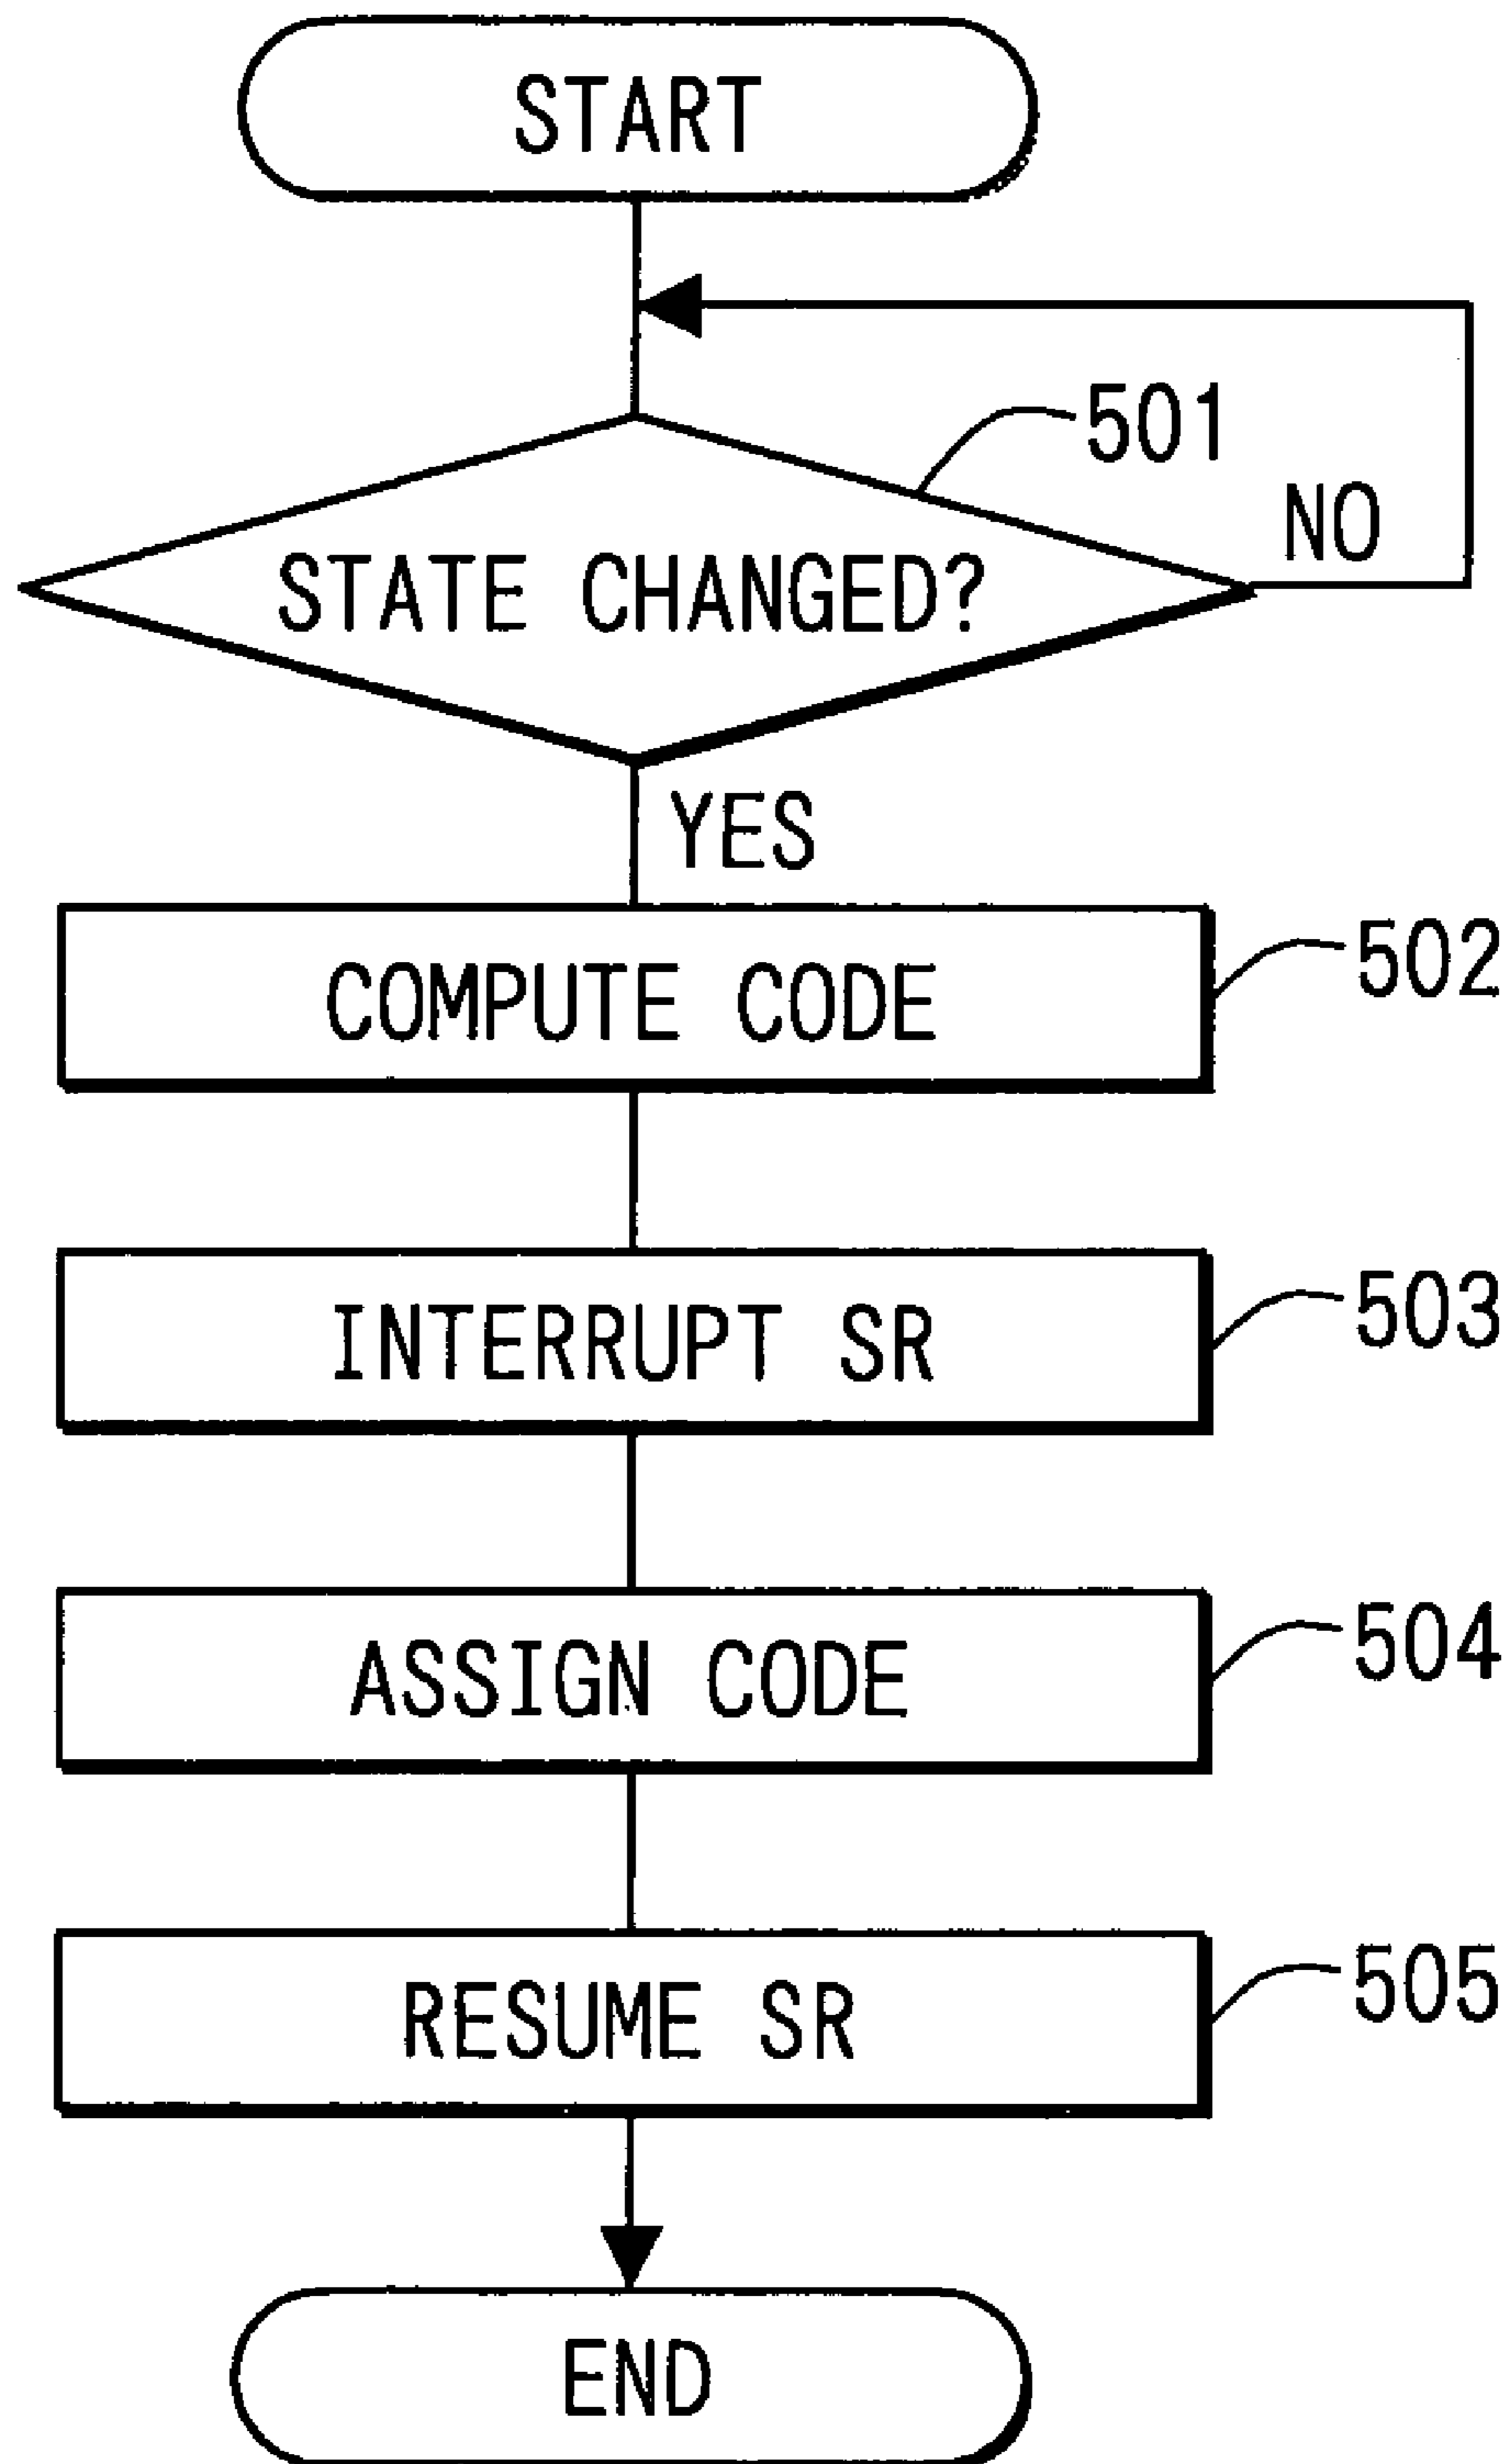 START
501
NO
STATE CHANGED?
YES
COMPUTE CODE
502
INTERRUPT SR
503
ASSIGN CODE
504
RESUME SR
505
END